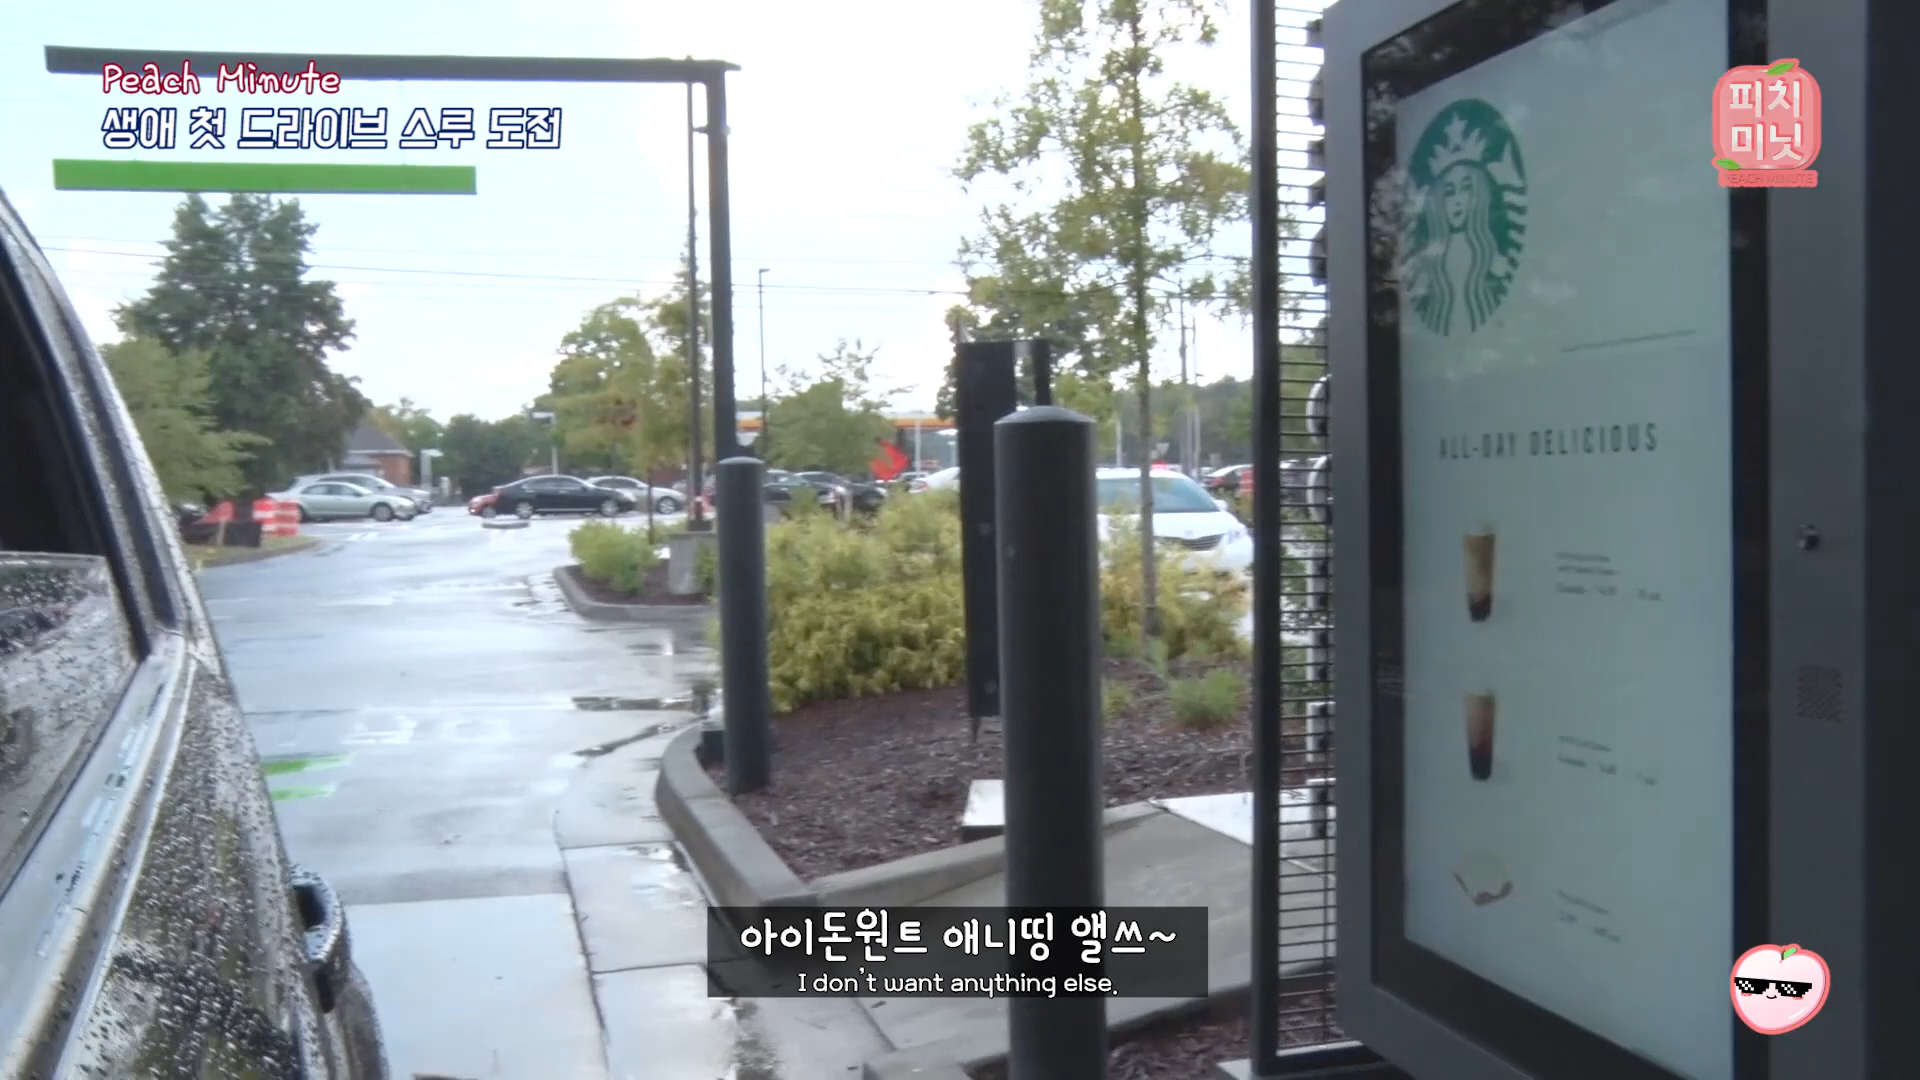 Peach Minute
생애 첫 드라이브 스루 도전
피치
미닛
PEACH MINUTE
ALL-DAY DELICIOUS
아이돈원트 애니띵 앨쓰~
I don't want anything else.